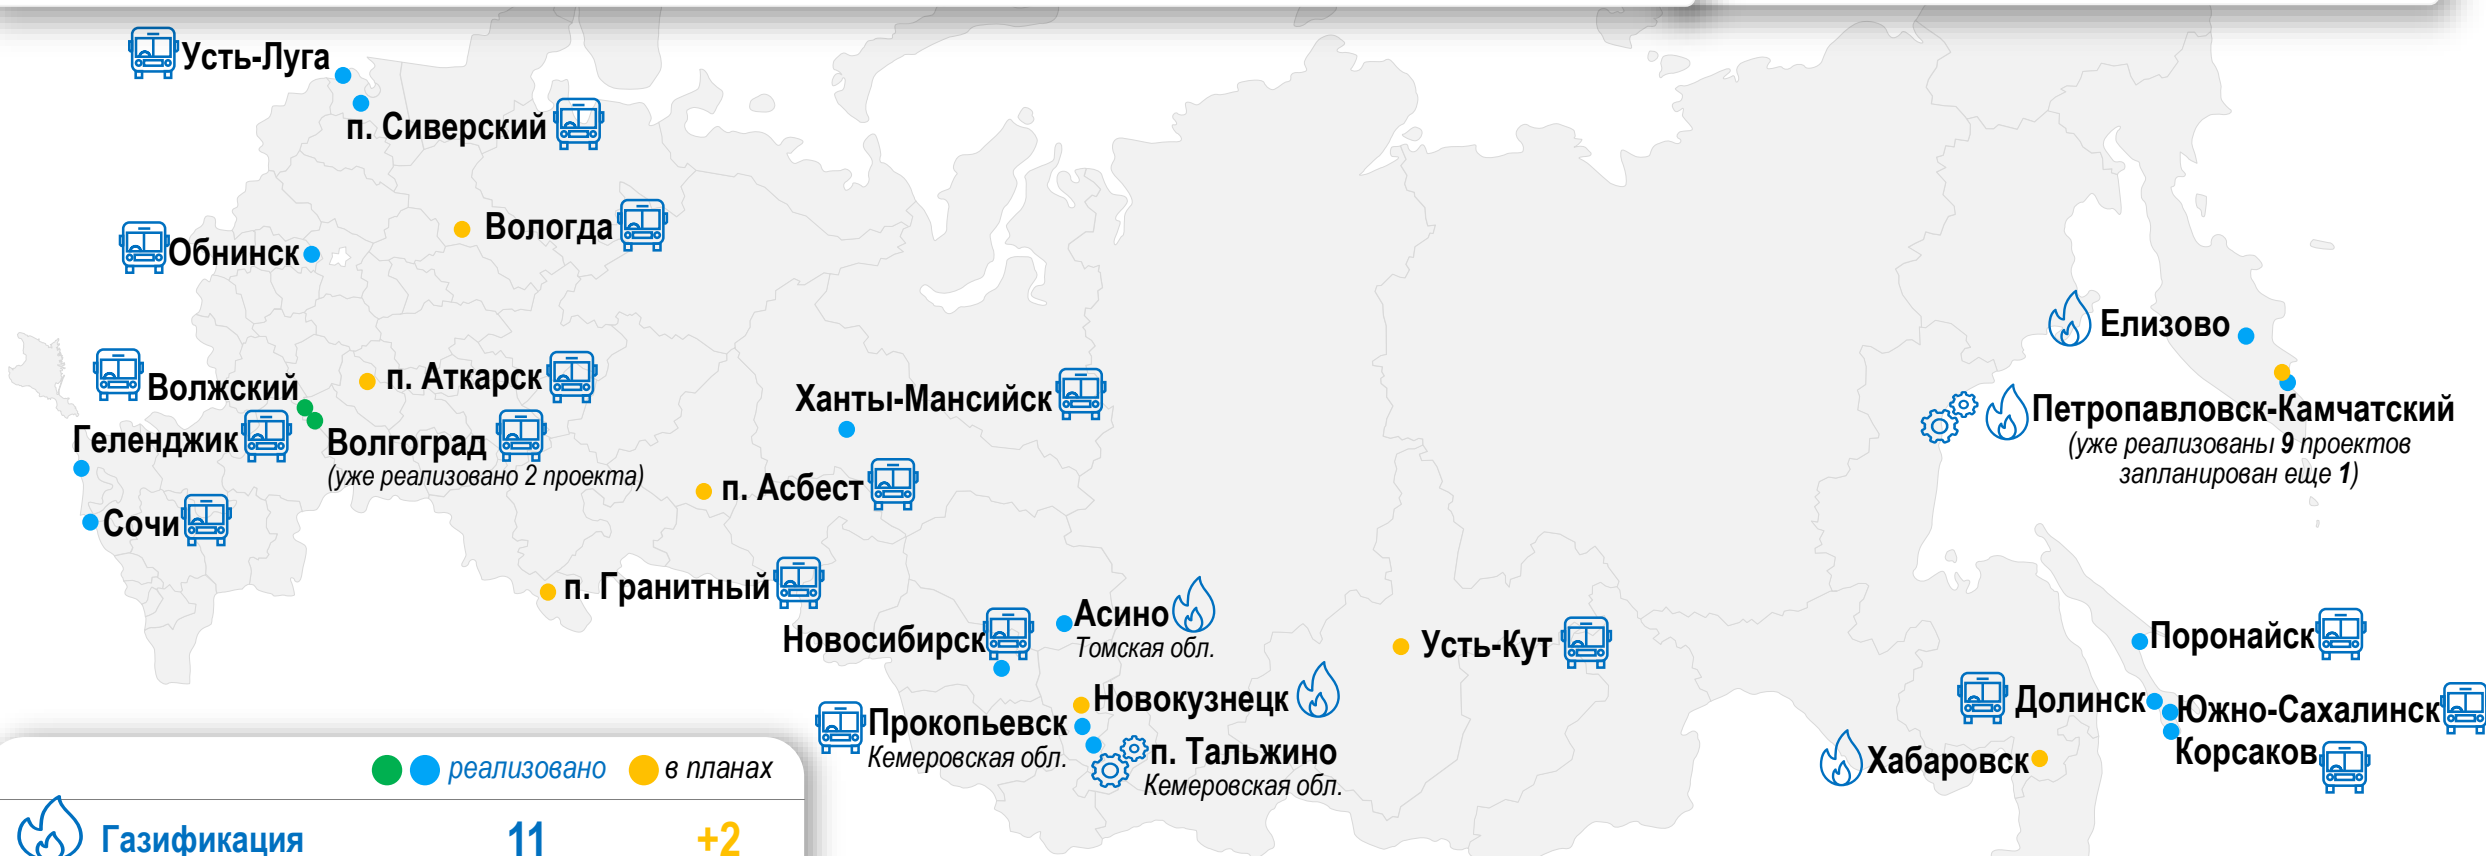 Усть-Луга
п. Сиверский
Вологда
Обнинск
Елизово
п. Аткарск
Волжский
Ханты-Мансийск
Петропавловск-Камчатский
(уже реализованы 9 проектов
запланирован еще 1)
Геленджик
Волгоград
(уже реализовано 2 проекта)
п. Асбест
Сочи
п. Гранитный
Асино
Томская обл.
Новосибирск
Усть-Кут
Поронайск
Новокузнецк
Долинск
Южно-Сахалинск
Прокопьевск
Кемеровская обл.
п. Тальжино
Кемеровская обл.
Хабаровск
Корсаков
реализовано в планах
Газификация 11 +2